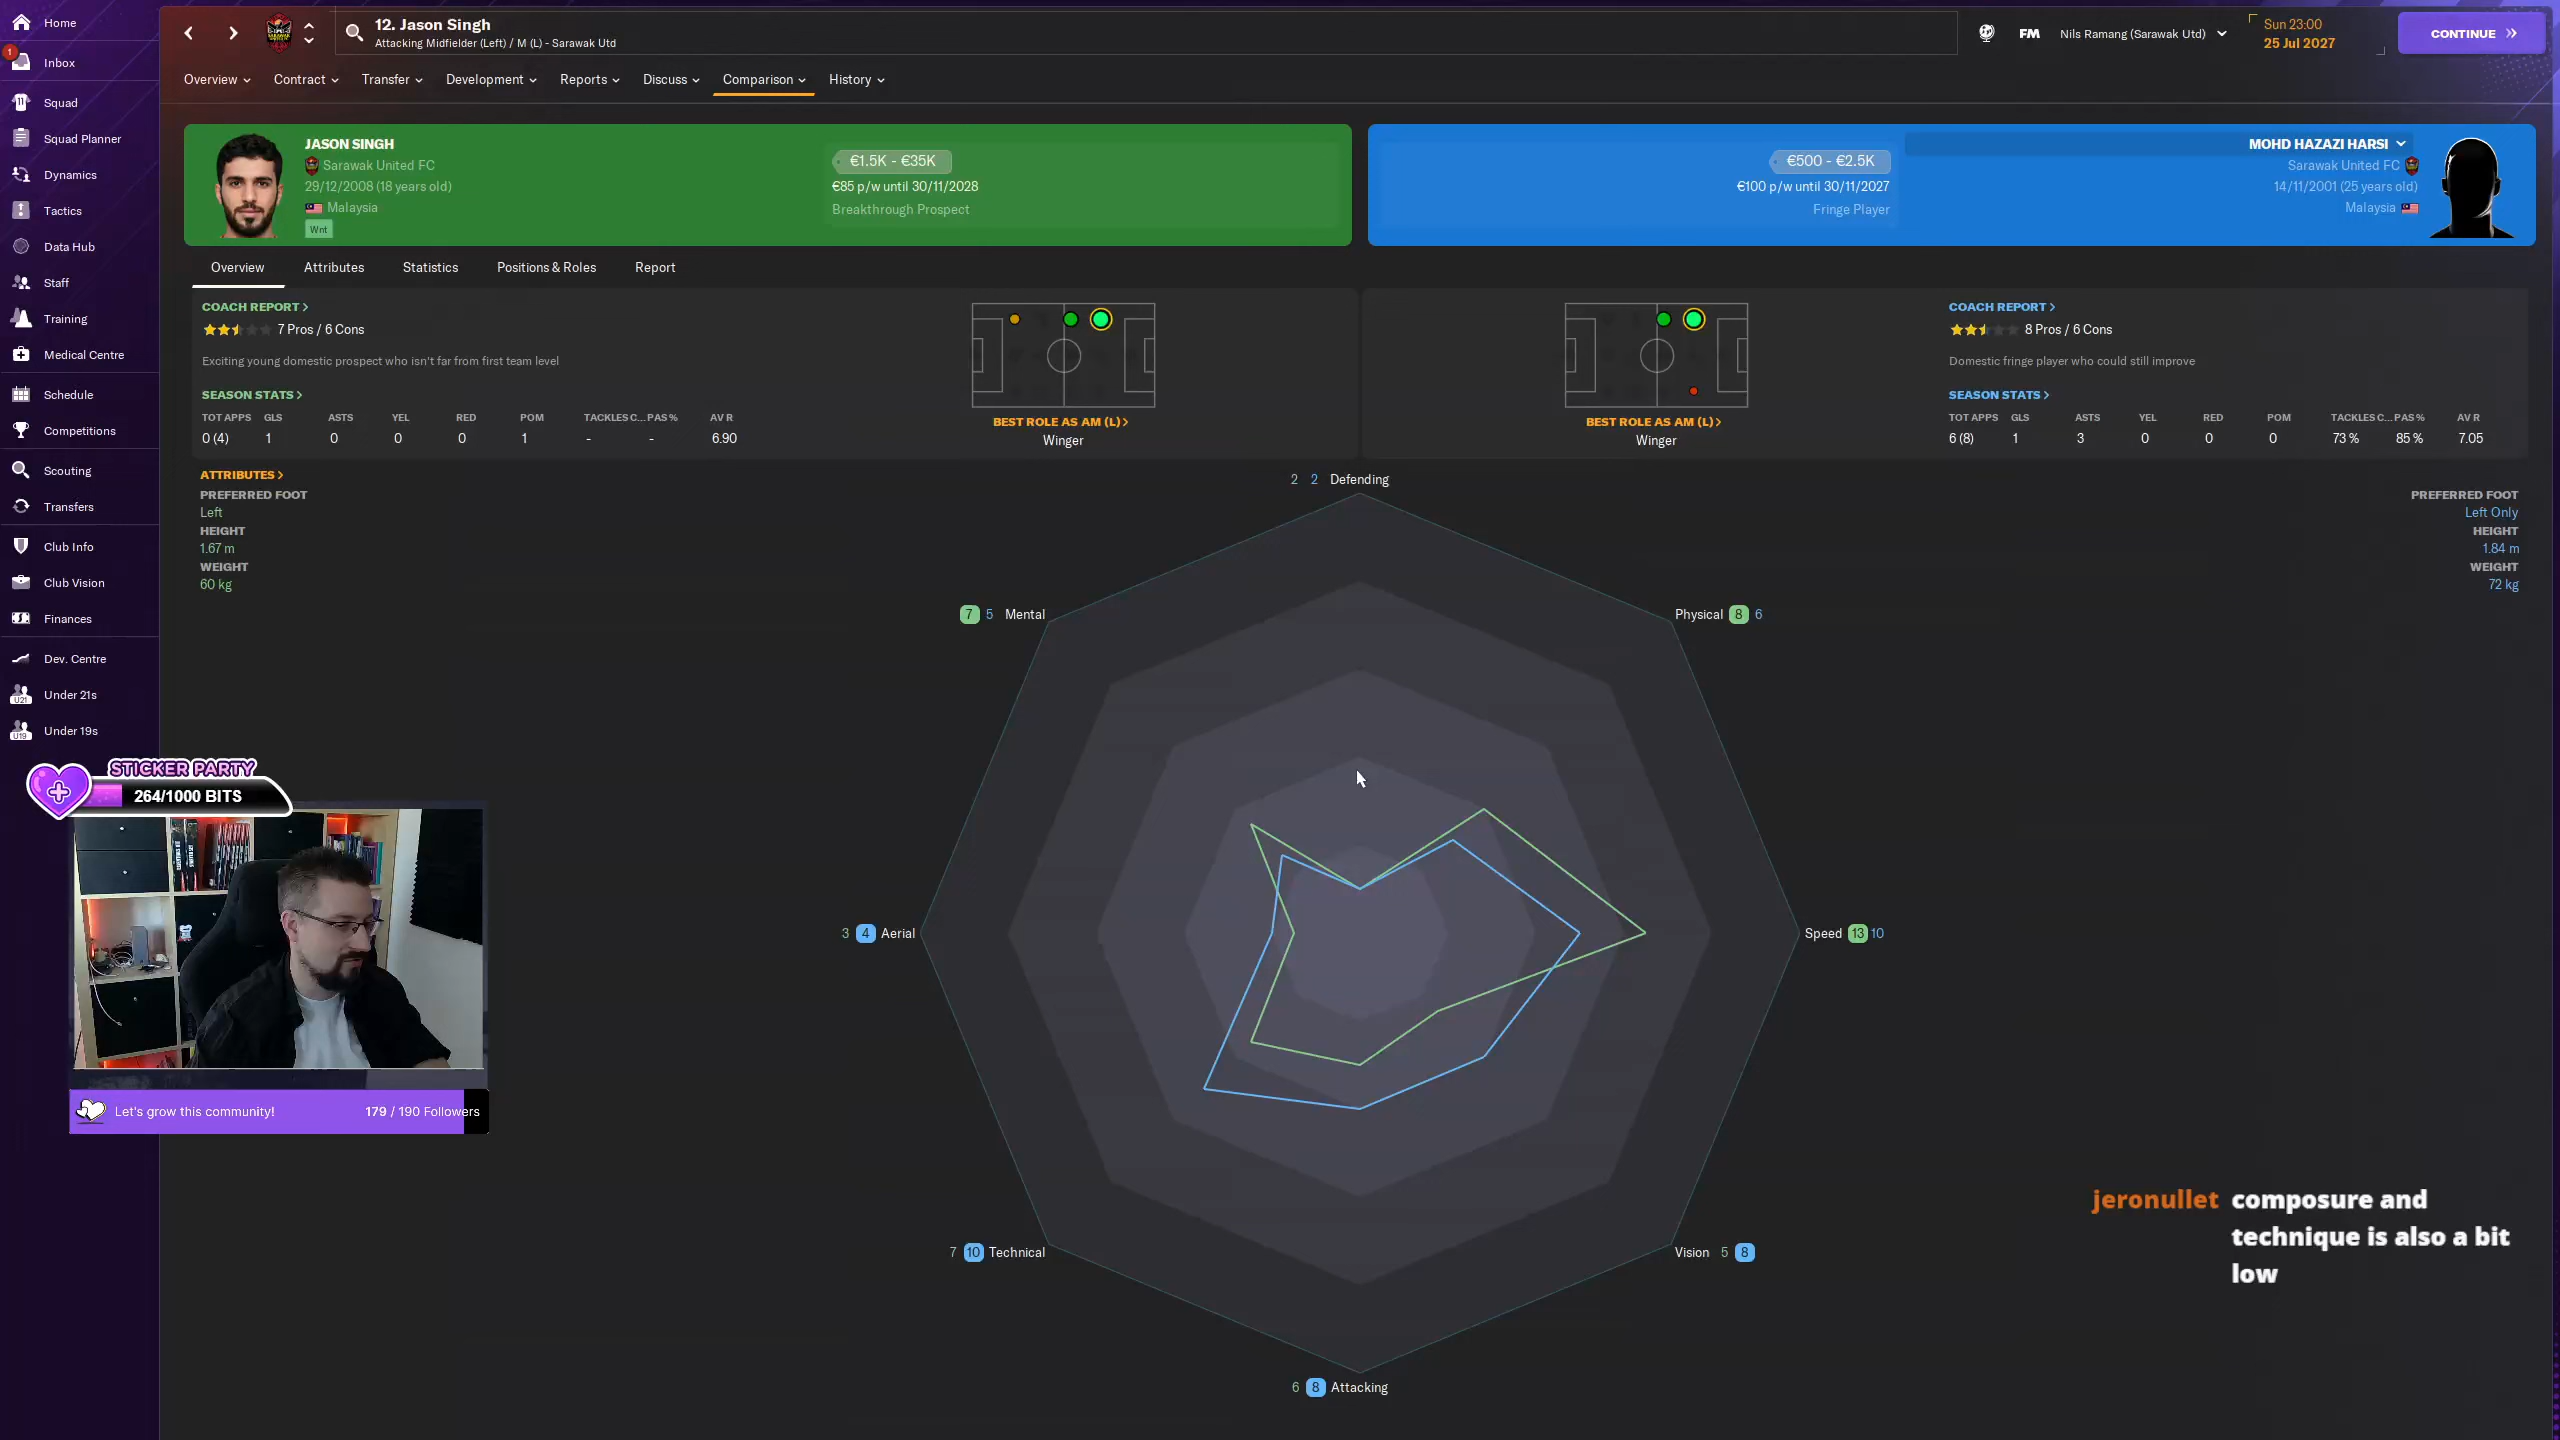 Home
1
Inbox
Squad
Squad Planner
Dynamics
Tactics
Data Hub
Staff
Training
Medical Centre
Schedule
Competitions
Scouting
Transfers
Club Info
Club Vision
Finances
Dev. Centre
U21
Under 21s
U19
Under 19s
12. Jason Singh
Attacking Midfielder (Left) / M (L) - Sarawak Utd
FM
Nils Ramang (Sarawak Utd)
Sun 23:00
25 Jul 2027
CONTINUE
Overview
Contract
Transfer
Development
Reports
Discuss
Comparison
History
JASON SINGH
Sarawak United FC
29/12/2008 (18 years old)
Malaysia
Wnt
€1.5K - €35K
€85 p/w until 30/11/2028
Breakthrough Prospect
€500 - €2.5K
€100 p/w until 30/11/2027
Fringe Player
MOHD HAZAZI HARSI
Sarawak United FC
14/11/2001 (25 years old)
Malaysia
Overview Attributes Statistics Positions & Roles Report
COACH REPORT >
7 Pros / 6 Cons
Exciting young domestic prospect who isn't far from first team level
SEASON STATS >
TOT APPS GLS ASTS YEL RED POM TACKLES C... PAS % AV R
0 (4) 1 0 0 0 1 - - 6.90
BEST ROLE AS AM (L) >
Winger
BEST ROLE AS AM (L) >
Winger
COACH REPORT >
8 Pros / 6 Cons
Domestic fringe player who could still improve
SEASON STATS >
TOT APPS GLS ASTS YEL RED POM TACKLES C... PAS % AV R
6 (8) 1 3 0 0 0 73 % 85 % 7.05
ATTRIBUTES >
PREFERRED FOOT
Left
HEIGHT
1.67 m
WEIGHT
60 kg
PREFERRED FOOT
Left Only
HEIGHT
1.84 m
WEIGHT
72 kg
2 2 Defending
7 5 Mental
Physical 8 6
3 4 Aerial
Speed 13 10
7 10 Technical
Vision 5 8
6 8 Attacking
STICKER PARTY
264/1000 BITS
Let's grow this community! 179 / 190 Followers
jeronullet composure and
technique is also a bit
low